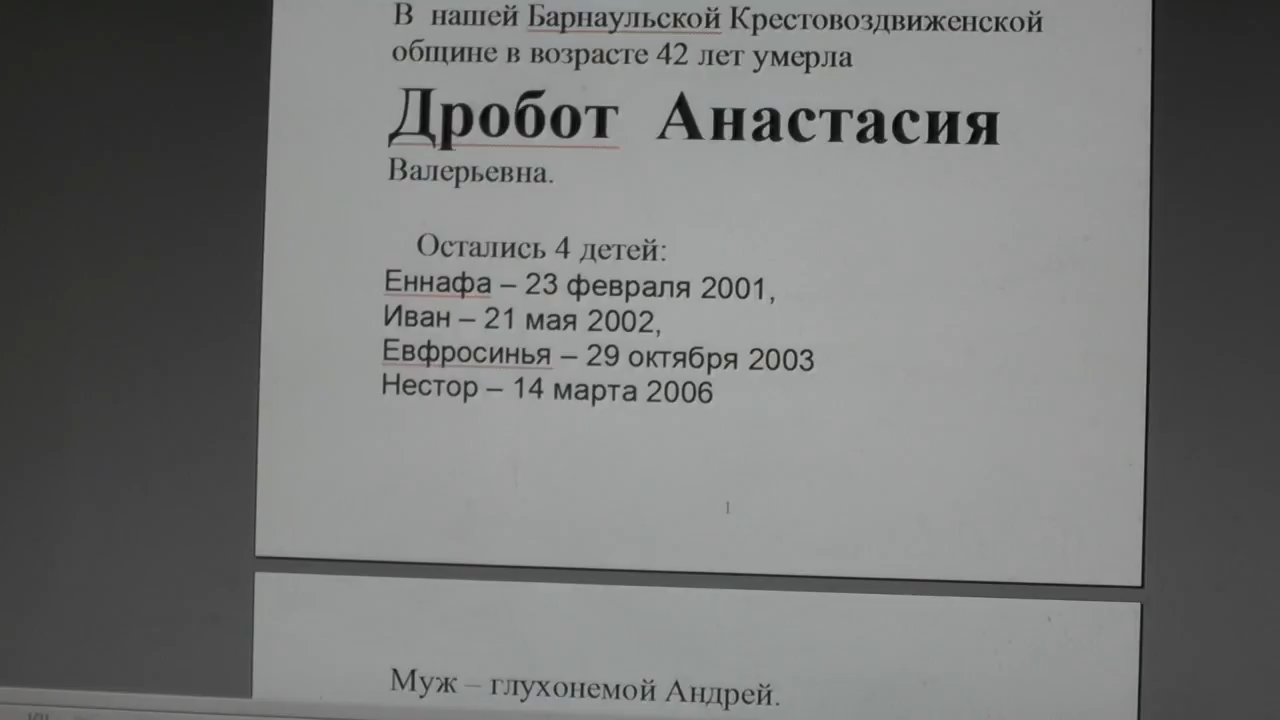 В нашей Барнаульской Крестовоздвиженской
общине в возрасте 42 лет умерла
Дробот Анастасия
Валерьевна.
Остались 4 детей:
Еннафа – 23 февраля 2001,
Иван – 21 мая 2002,
Евфросинья – 29 октября 2003
Нестор – 14 марта 2006
1
Муж – глухонемой Андрей.